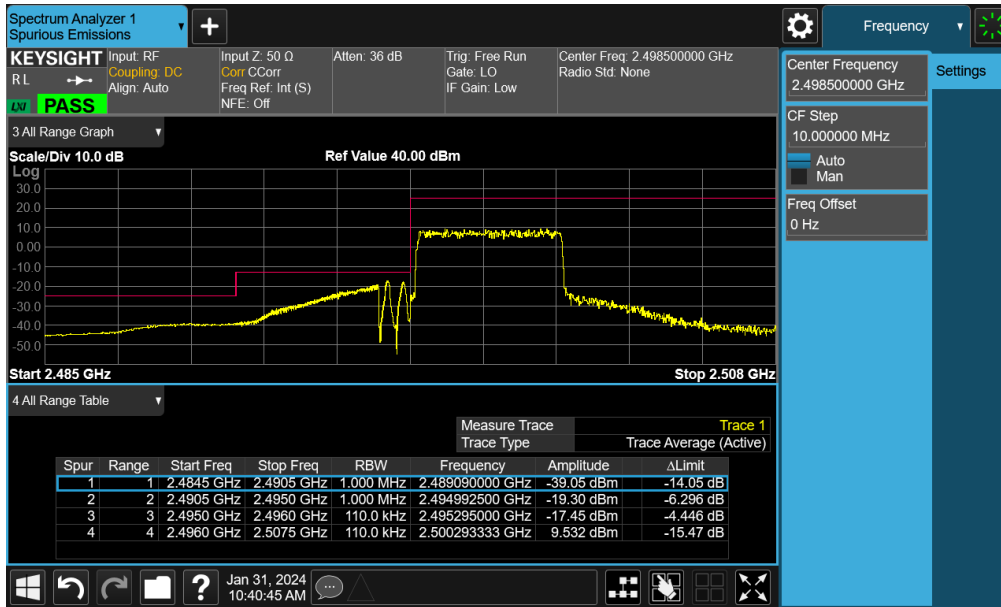 Spectrum Analyzer 1
Spurious Emissions
Frequency
KEYSIGHT
R L
LXI
PASS
Input: RF
Coupling: DC
Align: Auto
Input Z: 50 Ω
Corr CCorr
Freq Ref: Int (S)
NFE: Off
Atten: 36 dB
Trig: Free Run
Gate: LO
IF Gain: Low
Center Freq: 2.498500000 GHz
Radio Std: None
Center Frequency
2.498500000 GHz
Settings
CF Step
10.000000 MHz
Auto
Man
Freq Offset
0 Hz
3 All Range Graph
Scale/Div 10.0 dB
Ref Value 40.00 dBm
Log
30.0
20.0
10.0
0.00
-10.0
-20.0
-30.0
-40.0
-50.0
Start 2.485 GHz
Stop 2.508 GHz
4 All Range Table
Measure Trace Trace 1
Trace Type Trace Average (Active)
Spur Range Start Freq Stop Freq RBW Frequency Amplitude ΔLimit
1 1 2.4845 GHz 2.4905 GHz 1.000 MHz 2.489090000 GHz -39.05 dBm -14.05 dB
2 2 2.4905 GHz 2.4950 GHz 1.000 MHz 2.494992500 GHz -19.30 dBm -6.296 dB
3 3 2.4950 GHz 2.4960 GHz 110.0 kHz 2.495295000 GHz -17.45 dBm -4.446 dB
4 4 2.4960 GHz 2.5075 GHz 110.0 kHz 2.500293333 GHz 9.532 dBm -15.47 dB
?
Jan 31, 2024
10:40:45 AM